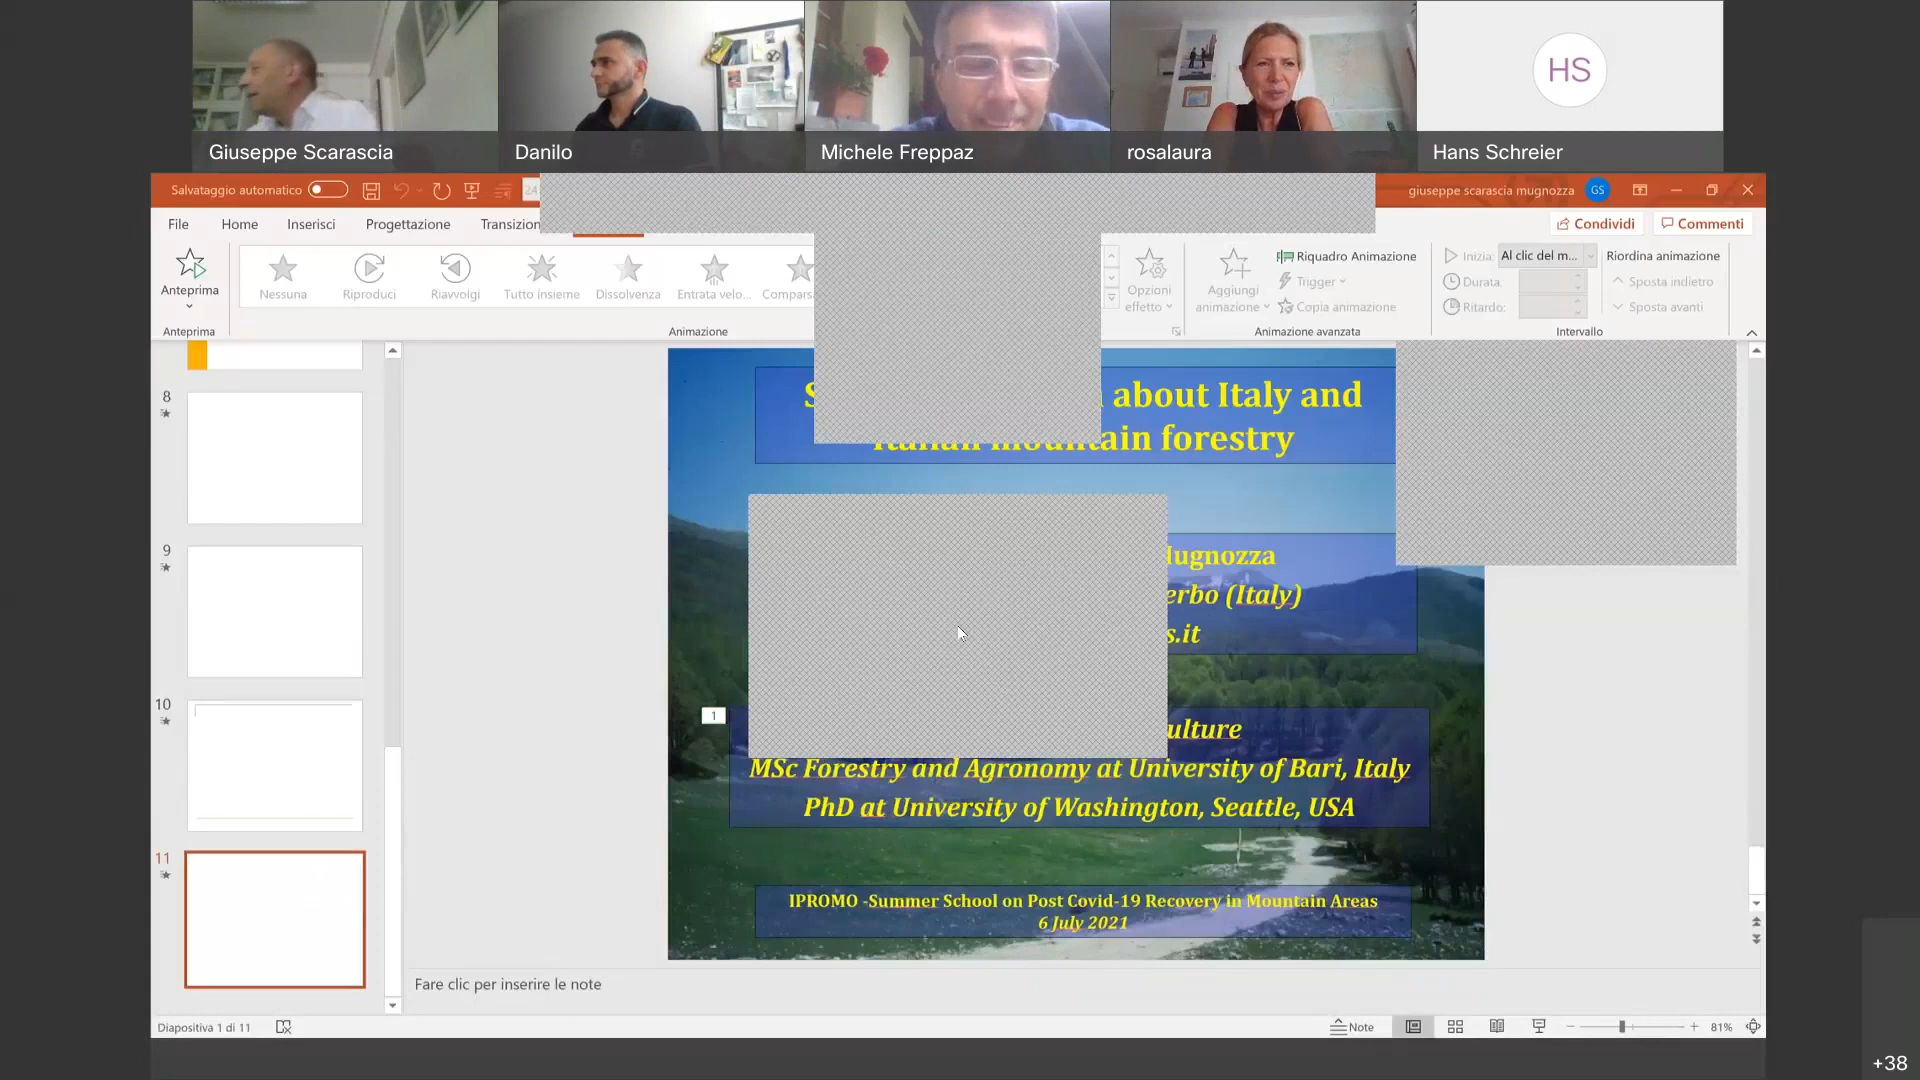 HS
Giuseppe Scarascia
Danilo
Michele Freppaz
rosalaura
Hans Schreier
Salvataggio automatico
giuseppe scarascia mugnozza GS
File Home Inserisci Progettazione Transizion
Condividi Commenti
Anteprima
Nessuna Riproduci Riavvolgi Tutto insieme Dissolvenza Entrata velo... Compars
Opzioni effetto
Aggiungi animazione
Riquadro Animazione
Trigger
Copia animazione
Inizia: Al clic del m...
Durata:
Ritardo:
Riordina animazione
Sposta indietro
Sposta avanti
Anteprima Animazione Animazione avanzata Intervallo
8
9
10
11
about Italy and
ain forestry
Mugnozza
erbo (Italy)
s.it
1
ulture
MSc Forestry and Agronomy at University of Bari, Italy
PhD at University of Washington, Seattle, USA
IPROMO -Summer School on Post Covid-19 Recovery in Mountain Areas
6 July 2021
Fare clic per inserire le note
Diapositiva 1 di 11
Note
81%
+38